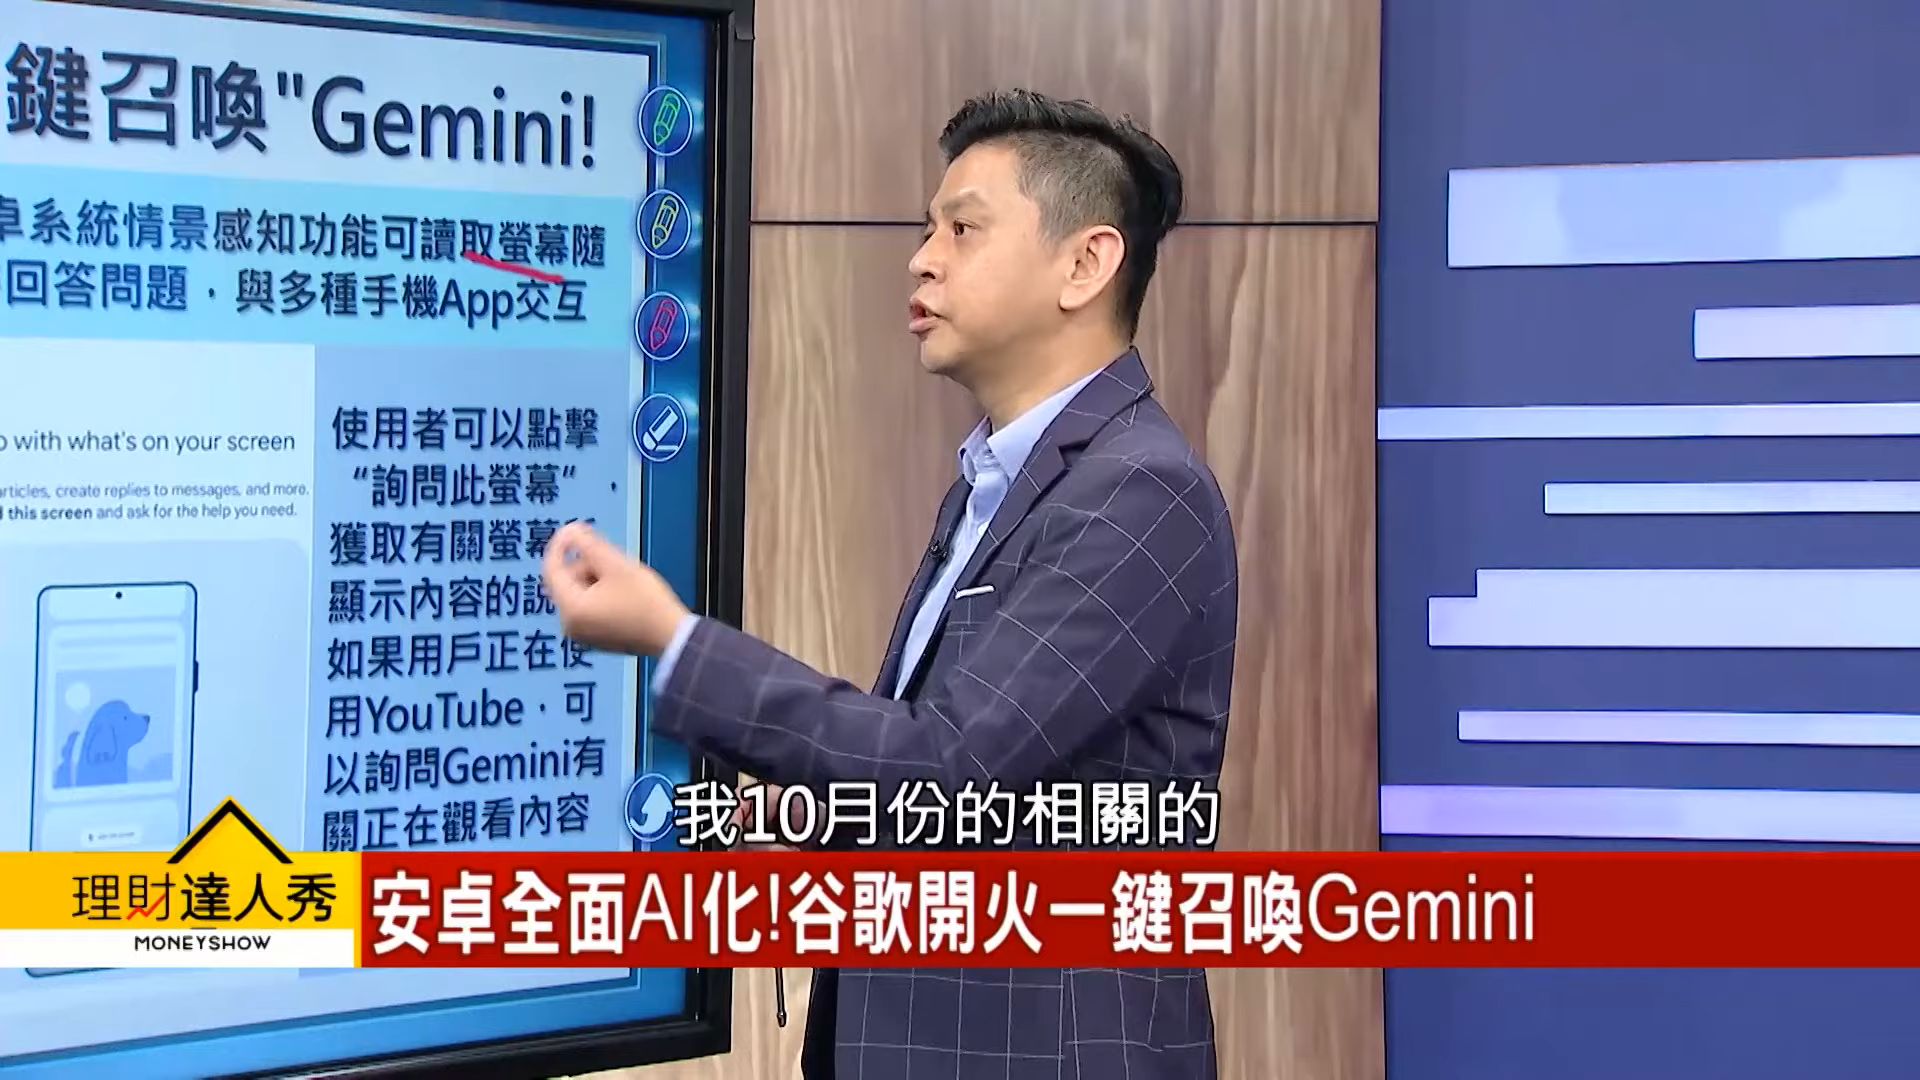 鍵召喚"Gemini!
卓系統情景感知功能可讀取螢幕隨
回答問題，與多種手機App交互
with what's on your screen
articles, create replies to messages, and more.
this screen and ask for the help you need.
使用者可以點擊
“詢問此螢幕”，
獲取有關螢幕
顯示內容的說
如果用戶正在使
用YouTube，可
以詢問Gemini有
關正在觀看內容
我10月份的相關的
理財達人秀
MONEYSHOW
安卓全面AI化!谷歌開火一鍵召喚Gemini